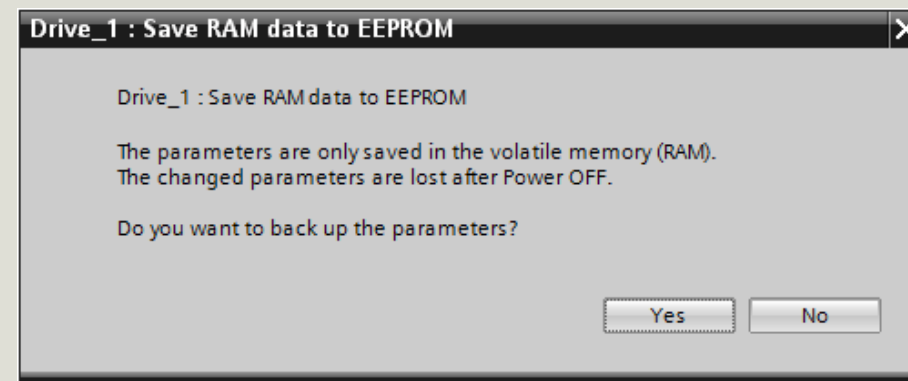 Drive_1 : Save RAM data to EEPROM
Drive_1 : Save RAM data to EEPROM
The parameters are only saved in the volatile memory (RAM).
The changed parameters are lost after Power OFF.
Do you want to back up the parameters?
Yes No